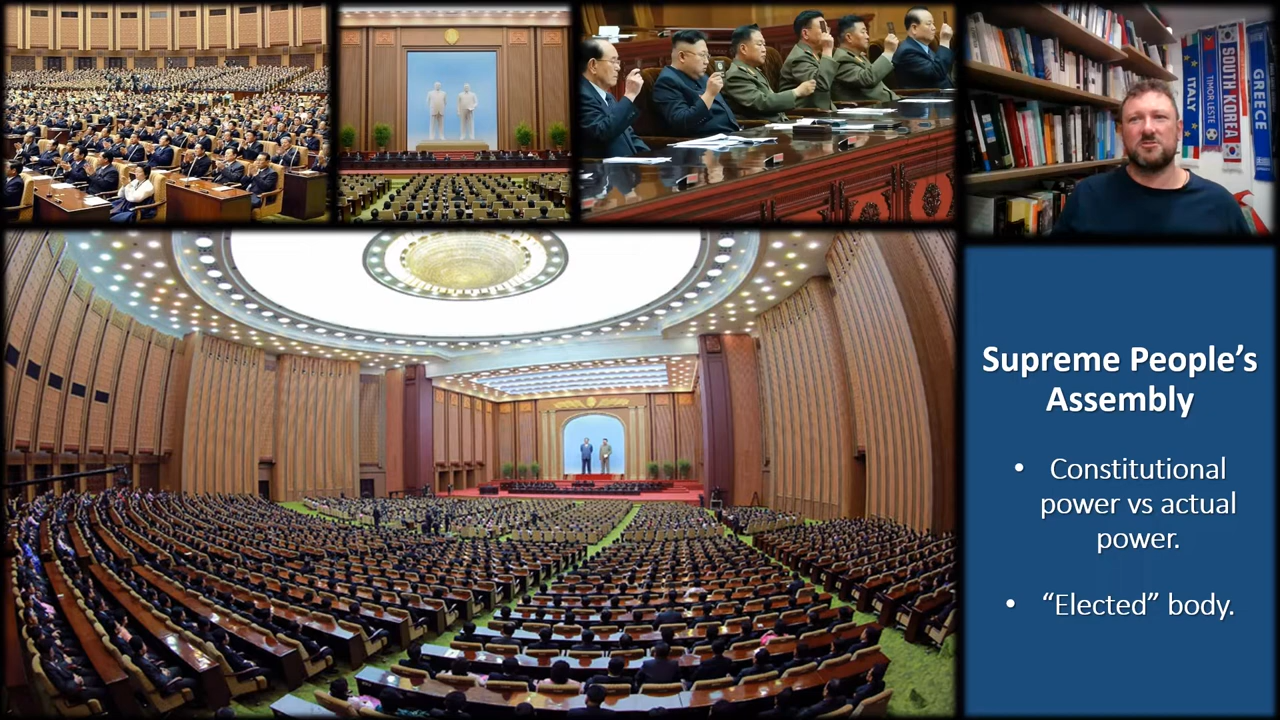 ITALY
TIMOR LESTE
SOUTH KOREA
GREECE
Supreme People’s
Assembly
• Constitutional
power vs actual
power.
• “Elected” body.